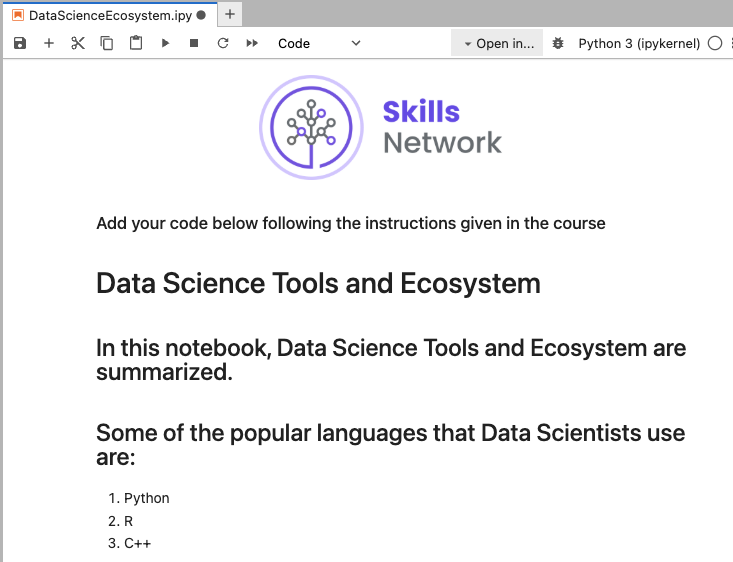 DataScienceEcosystem.ipy
Code
Open in...
Python 3 (ipykernel)
Skills
Network
Add your code below following the instructions given in the course
Data Science Tools and Ecosystem
In this notebook, Data Science Tools and Ecosystem are
summarized.
Some of the popular languages that Data Scientists use
are:
1. Python
2. R
3. C++